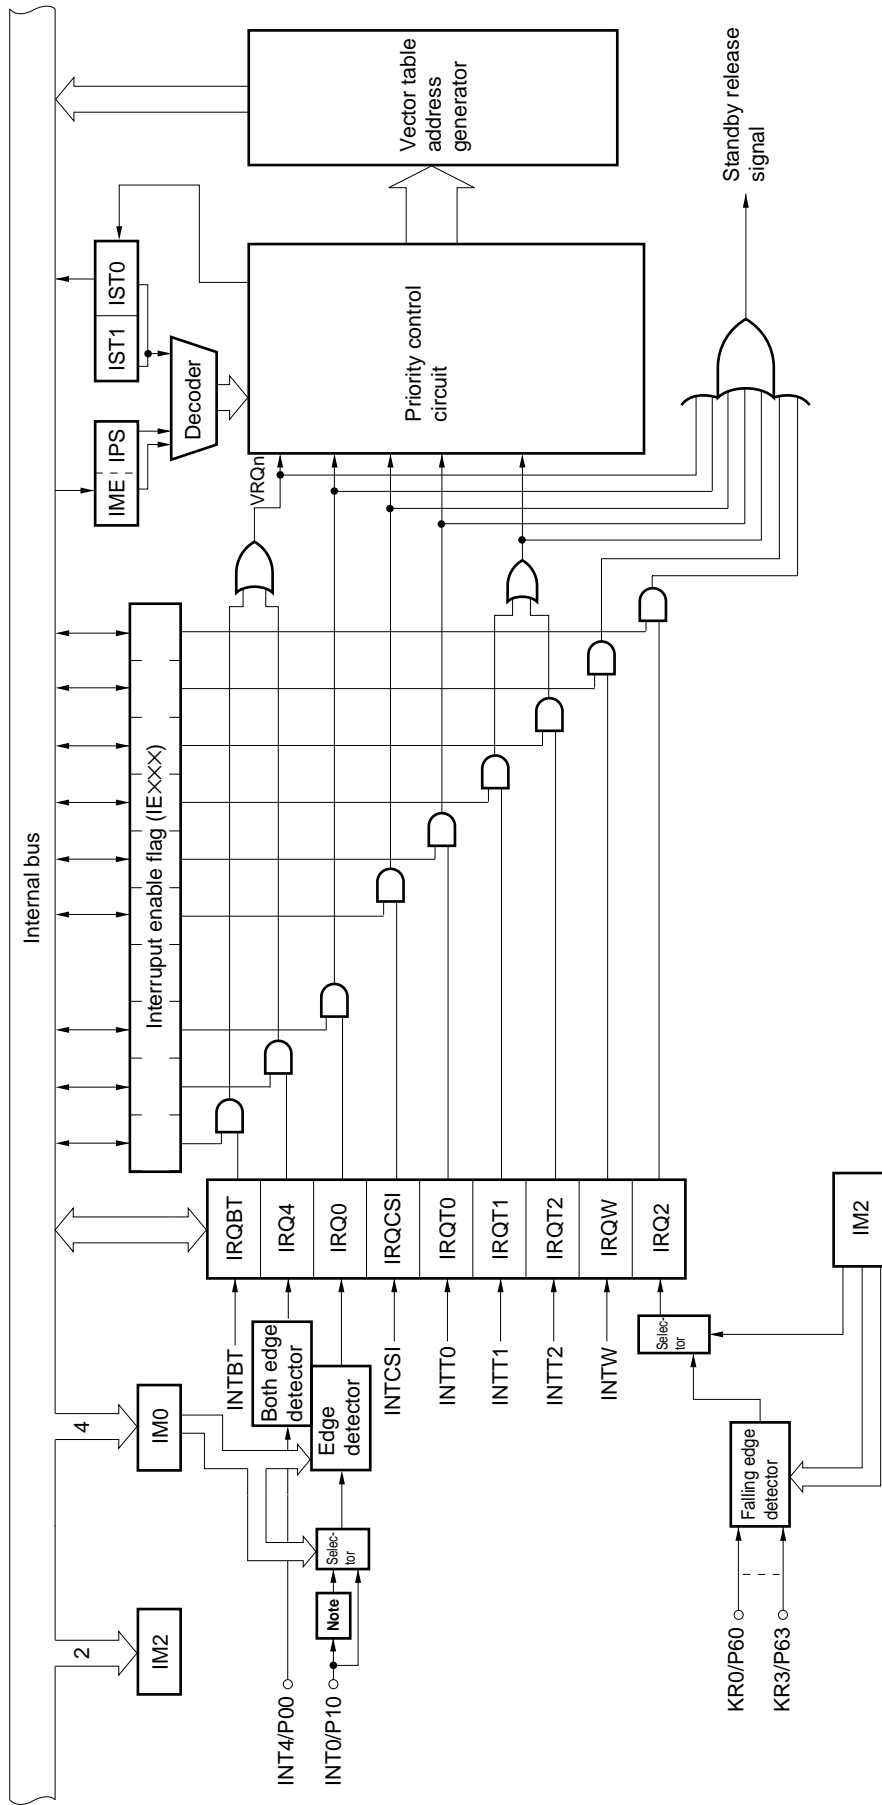 Internal bus
2
4
IM2
IM0
Interruput enable flag (IE×××)
IME
IPS
IST1
IST0
Decoder
VRQn
INT4/P00
INT0/P10
Note
Selec-
tor
Both edge
detector
Edge
detector
INTBT
INTCSI
INTT0
INTT1
INTT2
INTW
IRQBT
IRQ4
IRQ0
IRQCSI
IRQT0
IRQT1
IRQT2
IRQW
IRQ2
Priority control
circuit
Vector table
address
generator
Standby release
signal
KR0/P60
KR3/P63
Falling edge
detector
Selec-
tor
IM2